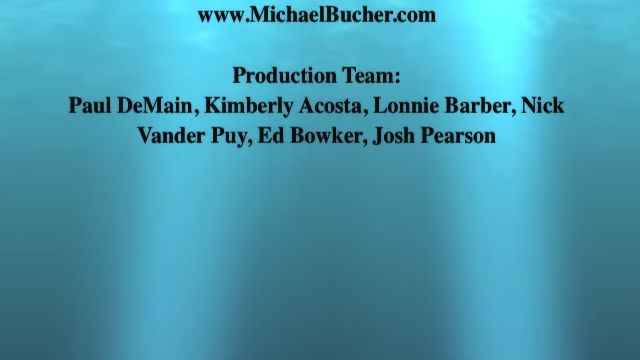 www.MichaelBucher.com
Production Team:
Paul DeMain, Kimberly Acosta, Lonnie Barber, Nick
Vander Puy, Ed Bowker, Josh Pearson